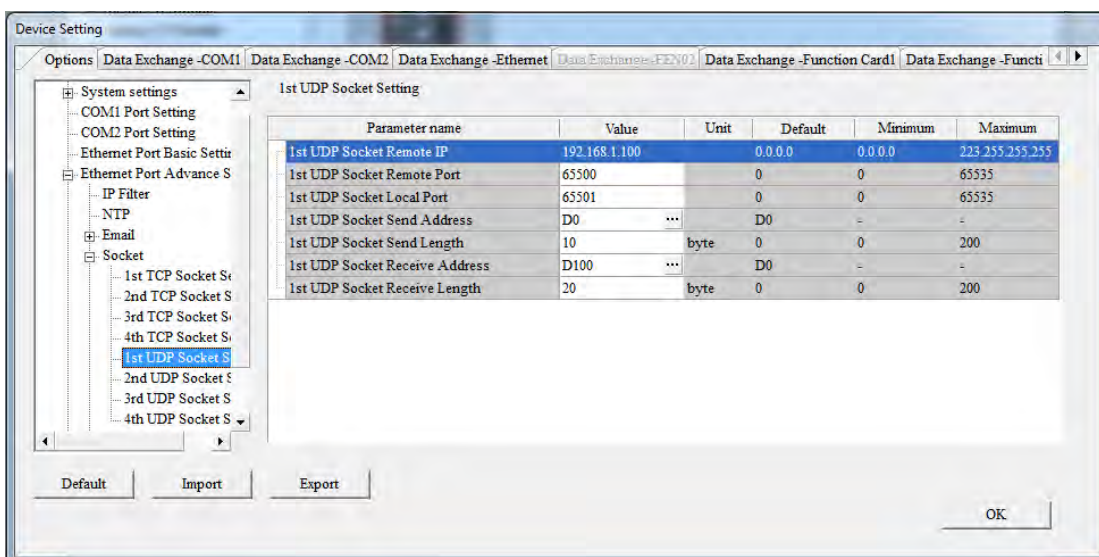 Device Setting
Options Data Exchange -COM1 Data Exchange -COM2 Data Exchange -Ethernet Data Exchange -FEN02 Data Exchange -Function Card1 Data Exchange -Functi
System settings
COM1 Port Setting
COM2 Port Setting
Ethernet Port Basic Settin
Ethernet Port Advance S
IP Filter
NTP
Email
Socket
1st TCP Socket Se
2nd TCP Socket S
3rd TCP Socket S
4th TCP Socket S
1st UDP Socket S
2nd UDP Socket S
3rd UDP Socket S
4th UDP Socket S
1st UDP Socket Setting
Parameter name Value Unit Default Minimum Maximum
1st UDP Socket Remote IP 192.168.1.100 0.0.0.0 0.0.0.0 223.255.255.255
1st UDP Socket Remote Port 65500 0 0 65535
1st UDP Socket Local Port 65501 0 0 65535
1st UDP Socket Send Address D0 ... D0 - -
1st UDP Socket Send Length 10 byte 0 0 200
1st UDP Socket Receive Address D100 ... D0 - -
1st UDP Socket Receive Length 20 byte 0 0 200
Default Import Export
OK